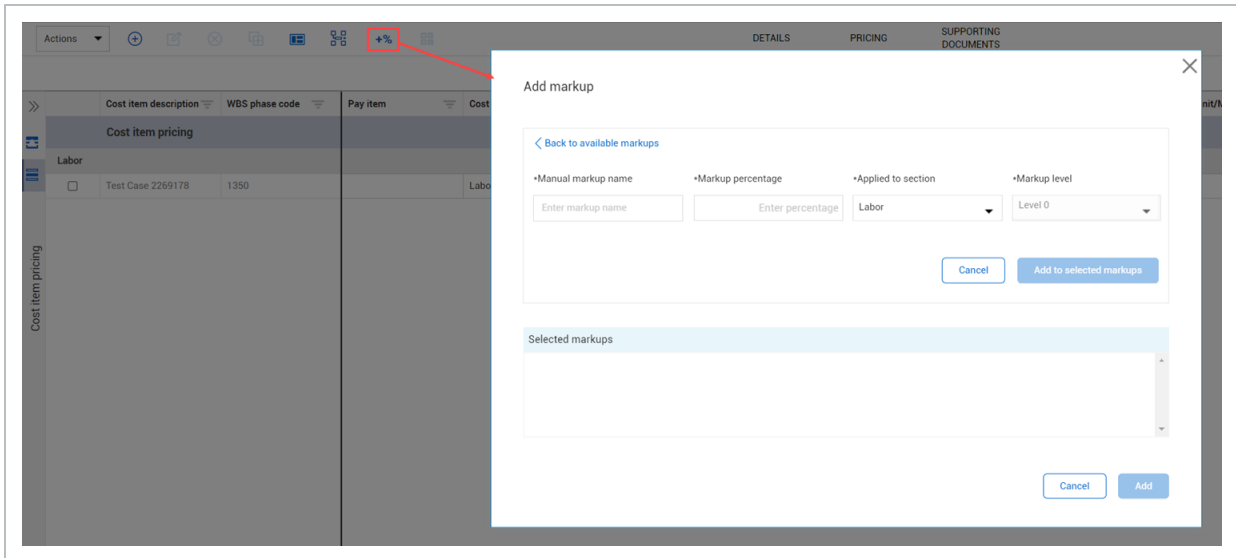 Actions
+%
DETAILS
PRICING
SUPPORTING
DOCUMENTS
Cost item description
WBS phase code
Pay item
Cost
nit/M
Cost item pricing
Labor
Test Case 2269178
1350
Labo
Cost item pricing
Add markup
Back to available markups
*Manual markup name
*Markup percentage
*Applied to section
*Markup level
Enter markup name
Enter percentage
Labor
Level 0
Cancel
Add to selected markups
Selected markups
Cancel
Add